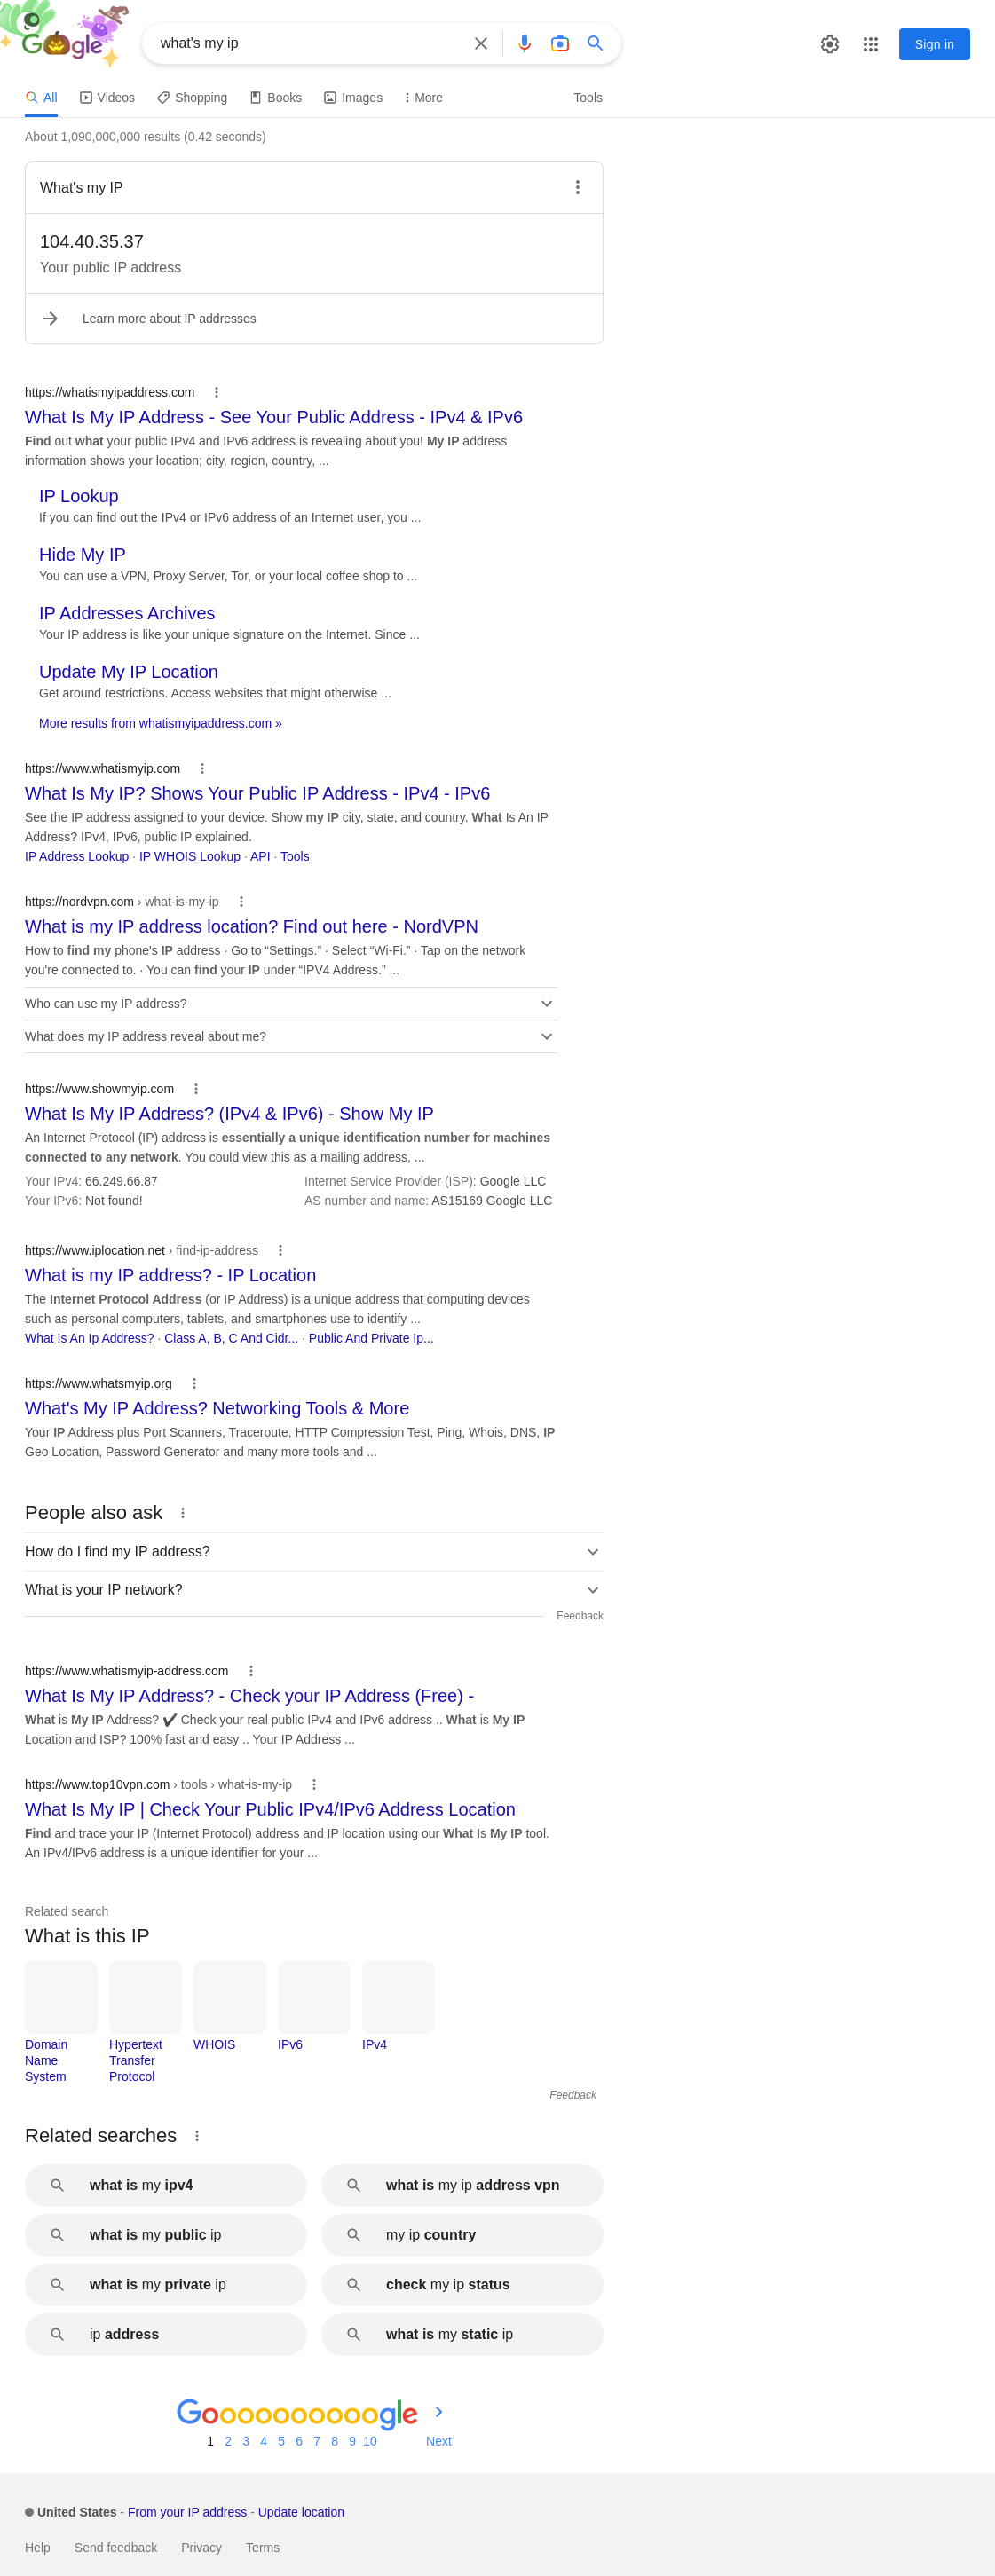 Google
what's my ip
Sign in
All
Videos
Shopping
Books
Images
More
Tools
About 1,090,000,000 results (0.42 seconds)
What's my IP
104.40.35.37
Your public IP address
Learn more about IP addresses
https://whatismyipaddress.com
What Is My IP Address - See Your Public Address - IPv4 & IPv6
Find out what your public IPv4 and IPv6 address is revealing about you! My IP address
information shows your location; city, region, country, ...
IP Lookup
If you can find out the IPv4 or IPv6 address of an Internet user, you ...
Hide My IP
You can use a VPN, Proxy Server, Tor, or your local coffee shop to ...
IP Addresses Archives
Your IP address is like your unique signature on the Internet. Since ...
Update My IP Location
Get around restrictions. Access websites that might otherwise ...
More results from whatismyipaddress.com »
https://www.whatismyip.com
What Is My IP? Shows Your Public IP Address - IPv4 - IPv6
See the IP address assigned to your device. Show my IP city, state, and country. What Is An IP
Address? IPv4, IPv6, public IP explained.
IP Address Lookup · IP WHOIS Lookup · API · Tools
https://nordvpn.com › what-is-my-ip
What is my IP address location? Find out here - NordVPN
How to find my phone's IP address · Go to “Settings.” · Select “Wi-Fi.” · Tap on the network
you're connected to. · You can find your IP under “IPV4 Address.” ...
Who can use my IP address?
What does my IP address reveal about me?
https://www.showmyip.com
What Is My IP Address? (IPv4 & IPv6) - Show My IP
An Internet Protocol (IP) address is essentially a unique identification number for machines
connected to any network. You could view this as a mailing address, ...
Your IPv4: 66.249.66.87
Internet Service Provider (ISP): Google LLC
Your IPv6: Not found!
AS number and name: AS15169 Google LLC
https://www.iplocation.net › find-ip-address
What is my IP address? - IP Location
The Internet Protocol Address (or IP Address) is a unique address that computing devices
such as personal computers, tablets, and smartphones use to identify ...
What Is An Ip Address? · Class A, B, C And Cidr... · Public And Private Ip...
https://www.whatsmyip.org
What's My IP Address? Networking Tools & More
Your IP Address plus Port Scanners, Traceroute, HTTP Compression Test, Ping, Whois, DNS, IP
Geo Location, Password Generator and many more tools and ...
People also ask
How do I find my IP address?
What is your IP network?
Feedback
https://www.whatismyip-address.com
What Is My IP Address? - Check your IP Address (Free) -
What is My IP Address? ✔ Check your real public IPv4 and IPv6 address .. What is My IP
Location and ISP? 100% fast and easy .. Your IP Address ...
https://www.top10vpn.com › tools › what-is-my-ip
What Is My IP | Check Your Public IPv4/IPv6 Address Location
Find and trace your IP (Internet Protocol) address and IP location using our What Is My IP tool.
An IPv4/IPv6 address is a unique identifier for your ...
Related search
What is this IP
Domain
Name
System
Hypertext
Transfer
Protocol
WHOIS
IPv6
IPv4
Feedback
Related searches
what is my ipv4
what is my ip address vpn
what is my public ip
my ip country
what is my private ip
check my ip status
ip address
what is my static ip
Goooooooooogle
1 2 3 4 5 6 7 8 9 10
Next
United States - From your IP address - Update location
Help
Send feedback
Privacy
Terms